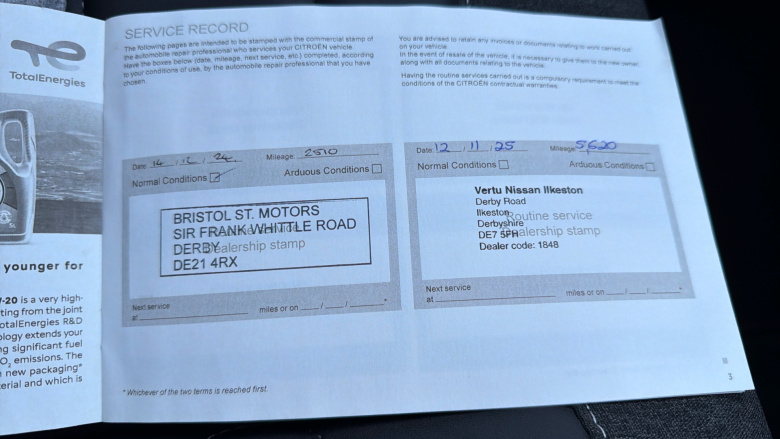 TotalEnergies
younger for
-20 is a very high-
ting from the joint
otalEnergies R&D
ology extends your
ng significant fuel
O₂ emissions. The
new packaging*
erial and which is
SERVICE RECORD
The following pages are intended to be stamped with the commercial stamp of
the automobile repair professional who services your CITROËN vehicle.
Have the boxes below (date, mileage, next service, etc.) completed, according
to your conditions of use, by the automobile repair professional that you have
chosen.
You are advised to retain any invoices or documents relating to work carried out
on your vehicle.
In the event of resale of the vehicle, it is necessary to give them to the new owner,
along with all documents relating to the vehicle.
Having the routine services carried out is a compulsory requirement to meet the
conditions of the CITROËN contractual warranties.
Date 14 / 12 / 24 Mileage 2510
Normal Conditions Arduous Conditions
BRISTOL ST. MOTORS
SIR FRANK WHITTLE ROAD
DERBY
Dealership stamp
DE21 4RX
Next service
at miles or on / / *
Date 12 / 11 / 25 Mileage 5620
Normal Conditions Arduous Conditions
Vertu Nissan Ilkeston
Derby Road
Ilkeston
Routine service
Derbyshire
DE7 5PH
Dealership stamp
Dealer code: 1848
Next service
at miles or on / / *
* Whichever of the two terms is reached first.
3